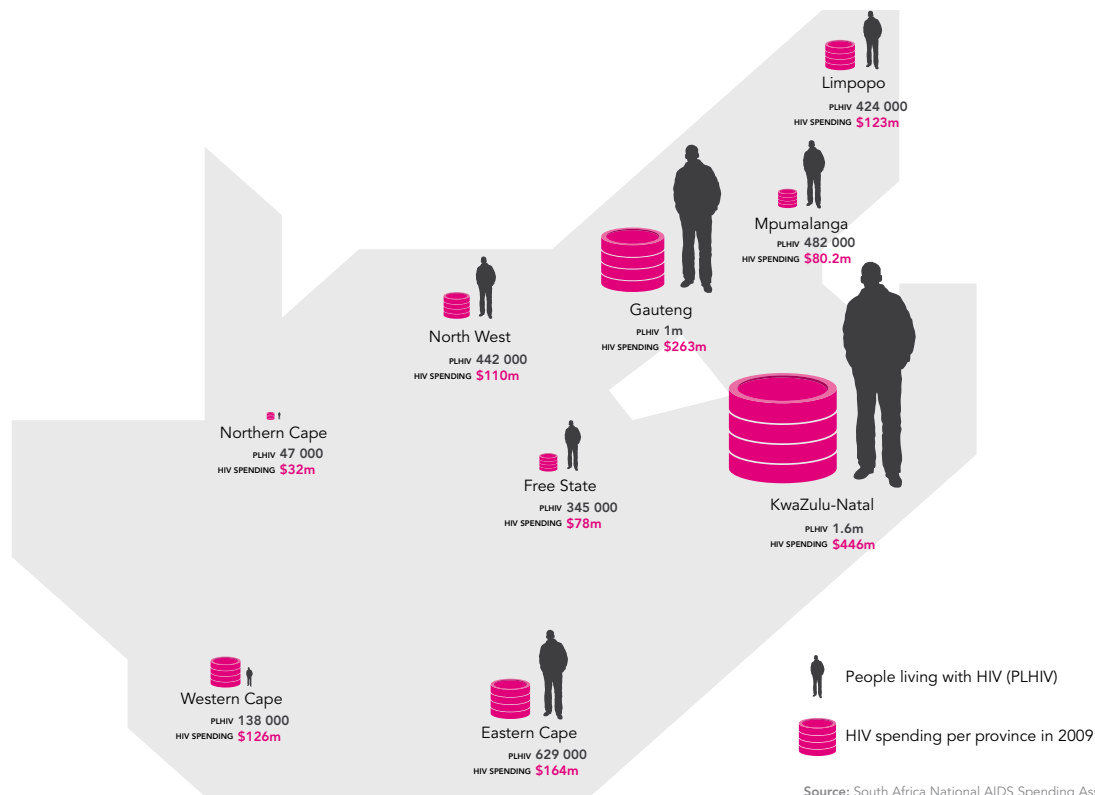 Limpopo
PLHIV 424 000
HIV SPENDING $123m
Mpumalanga
PLHIV 482 000
HIV SPENDING $80.2m
Gauteng
PLHIV 1m
HIV SPENDING $263m
North West
PLHIV 442 000
HIV SPENDING $110m
Northern Cape
PLHIV 47 000
HIV SPENDING $32m
Free State
PLHIV 345 000
HIV SPENDING $78m
KwaZulu-Natal
PLHIV 1.6m
HIV SPENDING $446m
Western Cape
PLHIV 138 000
HIV SPENDING $126m
Eastern Cape
PLHIV 629 000
HIV SPENDING $164m
People living with HIV (PLHIV)
HIV spending per province in 2009
Source: South Africa National AIDS Spending